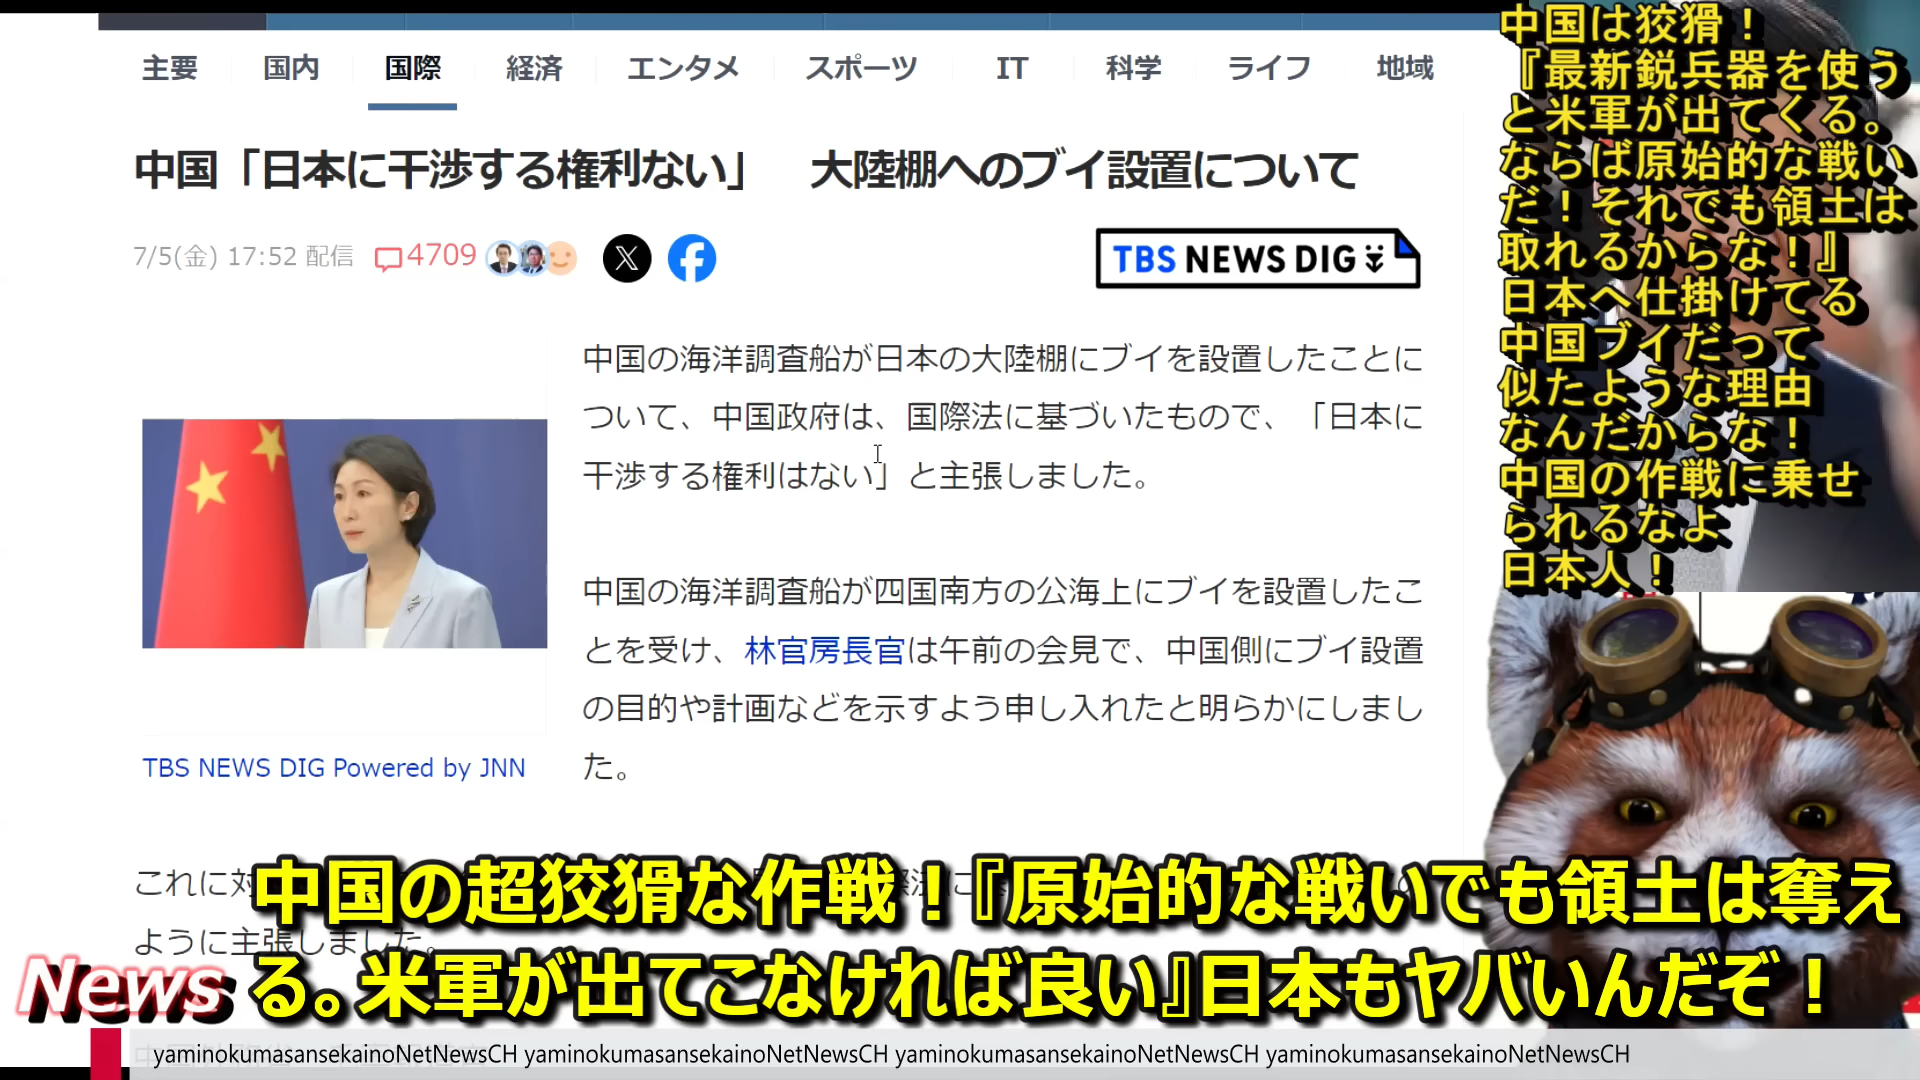 主要 国内 国際 経済 エンタメ スポーツ IT 科学 ライフ 地域
中国「日本に干渉する権利ない」 大陸棚へのブイ設置について
7/5(金) 17:52 配信 4709
TBS NEWS DIG
中国の海洋調査船が日本の大陸棚にブイを設置したことに
ついて、中国政府は、国際法に基づいたもので、「日本に
干渉する権利はない」と主張しました。
中国の海洋調査船が四国南方の公海上にブイを設置したこ
とを受け、林官房長官は午前の会見で、中国側にブイ設置
の目的や計画などを示すよう申し入れたと明らかにしまし
た。
TBS NEWS DIG Powered by JNN
これに対
ように主張しました。
中国は狡猾！
『最新鋭兵器を使う
と米軍が出てくる。
ならば原始的な戦い
だ！それでも領土は
取れるからな！』
日本へ仕掛けてる
中国ブイだって
似たような理由
なんだからな！
中国の作戦に乗せ
られるなよ
日本人！
中国の超狡猾な作戦！『原始的な戦いでも領土は奪え
る。米軍が出てこなければ良い』日本もヤバいんだぞ！
News
yaminokumasansekainoNetNewsCH yaminokumasansekainoNetNewsCH yaminokumasansekainoNetNewsCH yaminokumasansekainoNetNewsCH